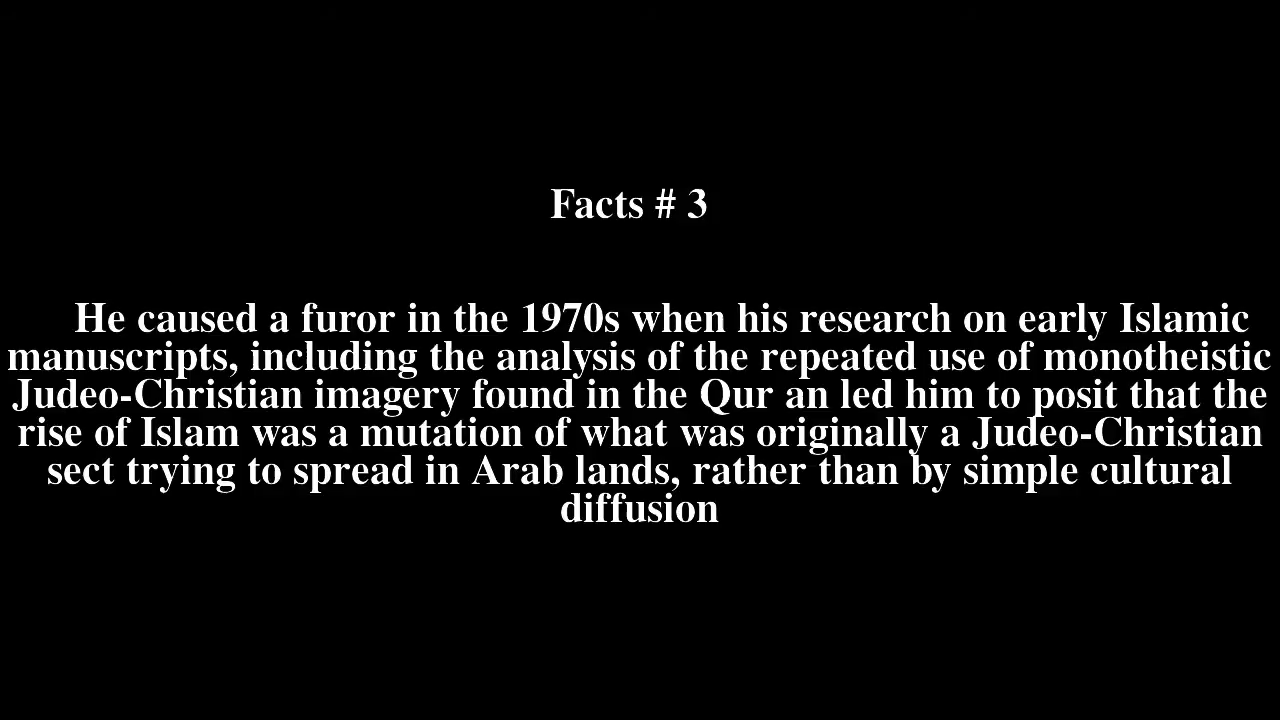 Facts # 3
He caused a furor in the 1970s when his research on early Islamic
manuscripts, including the analysis of the repeated use of monotheistic
Judeo-Christian imagery found in the Qur an led him to posit that the
rise of Islam was a mutation of what was originally a Judeo-Christian
sect trying to spread in Arab lands, rather than by simple cultural
diffusion